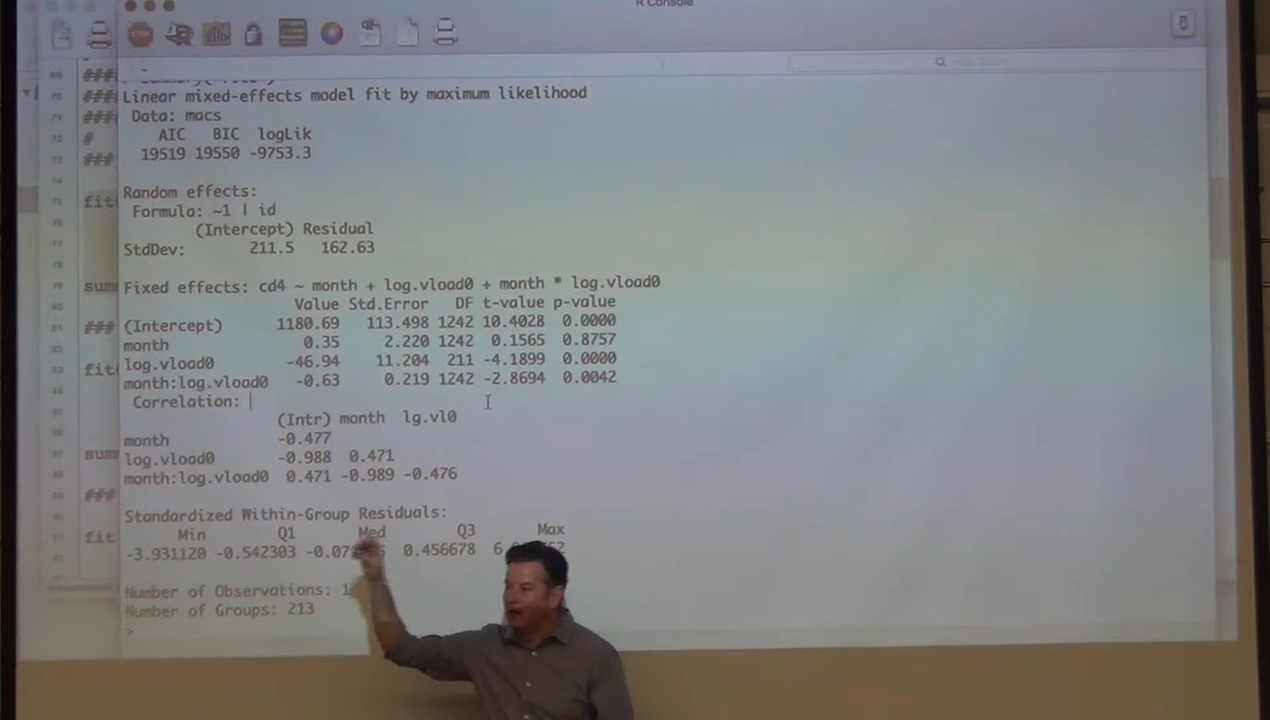 R Console
STOP
Linear mixed-effects model fit by maximum likelihood
Data: macs
AIC BIC logLik
19519 19550 -9753.3
Random effects:
Formula: ~1 | id
(Intercept) Residual
StdDev: 211.5 162.63
Fixed effects: cd4 ~ month + log.vload0 + month * log.vload0
Value Std.Error DF t-value p-value
(Intercept) 1180.69 113.498 1242 10.4028 0.0000
month 0.35 2.220 1242 0.1565 0.8757
log.vload0 -46.94 11.204 211 -4.1899 0.0000
month:log.vload0 -0.63 0.219 1242 -2.8694 0.0042
Correlation:
(Intr) month lg.vl0
month -0.477
log.vload0 -0.988 0.471
month:log.vload0 0.471 -0.989 -0.476
Standardized Within-Group Residuals:
Min Q1 Med Q3 Max
-3.931120 -0.542303 0.456678
Number of Observations:
Number of Groups: 213
>